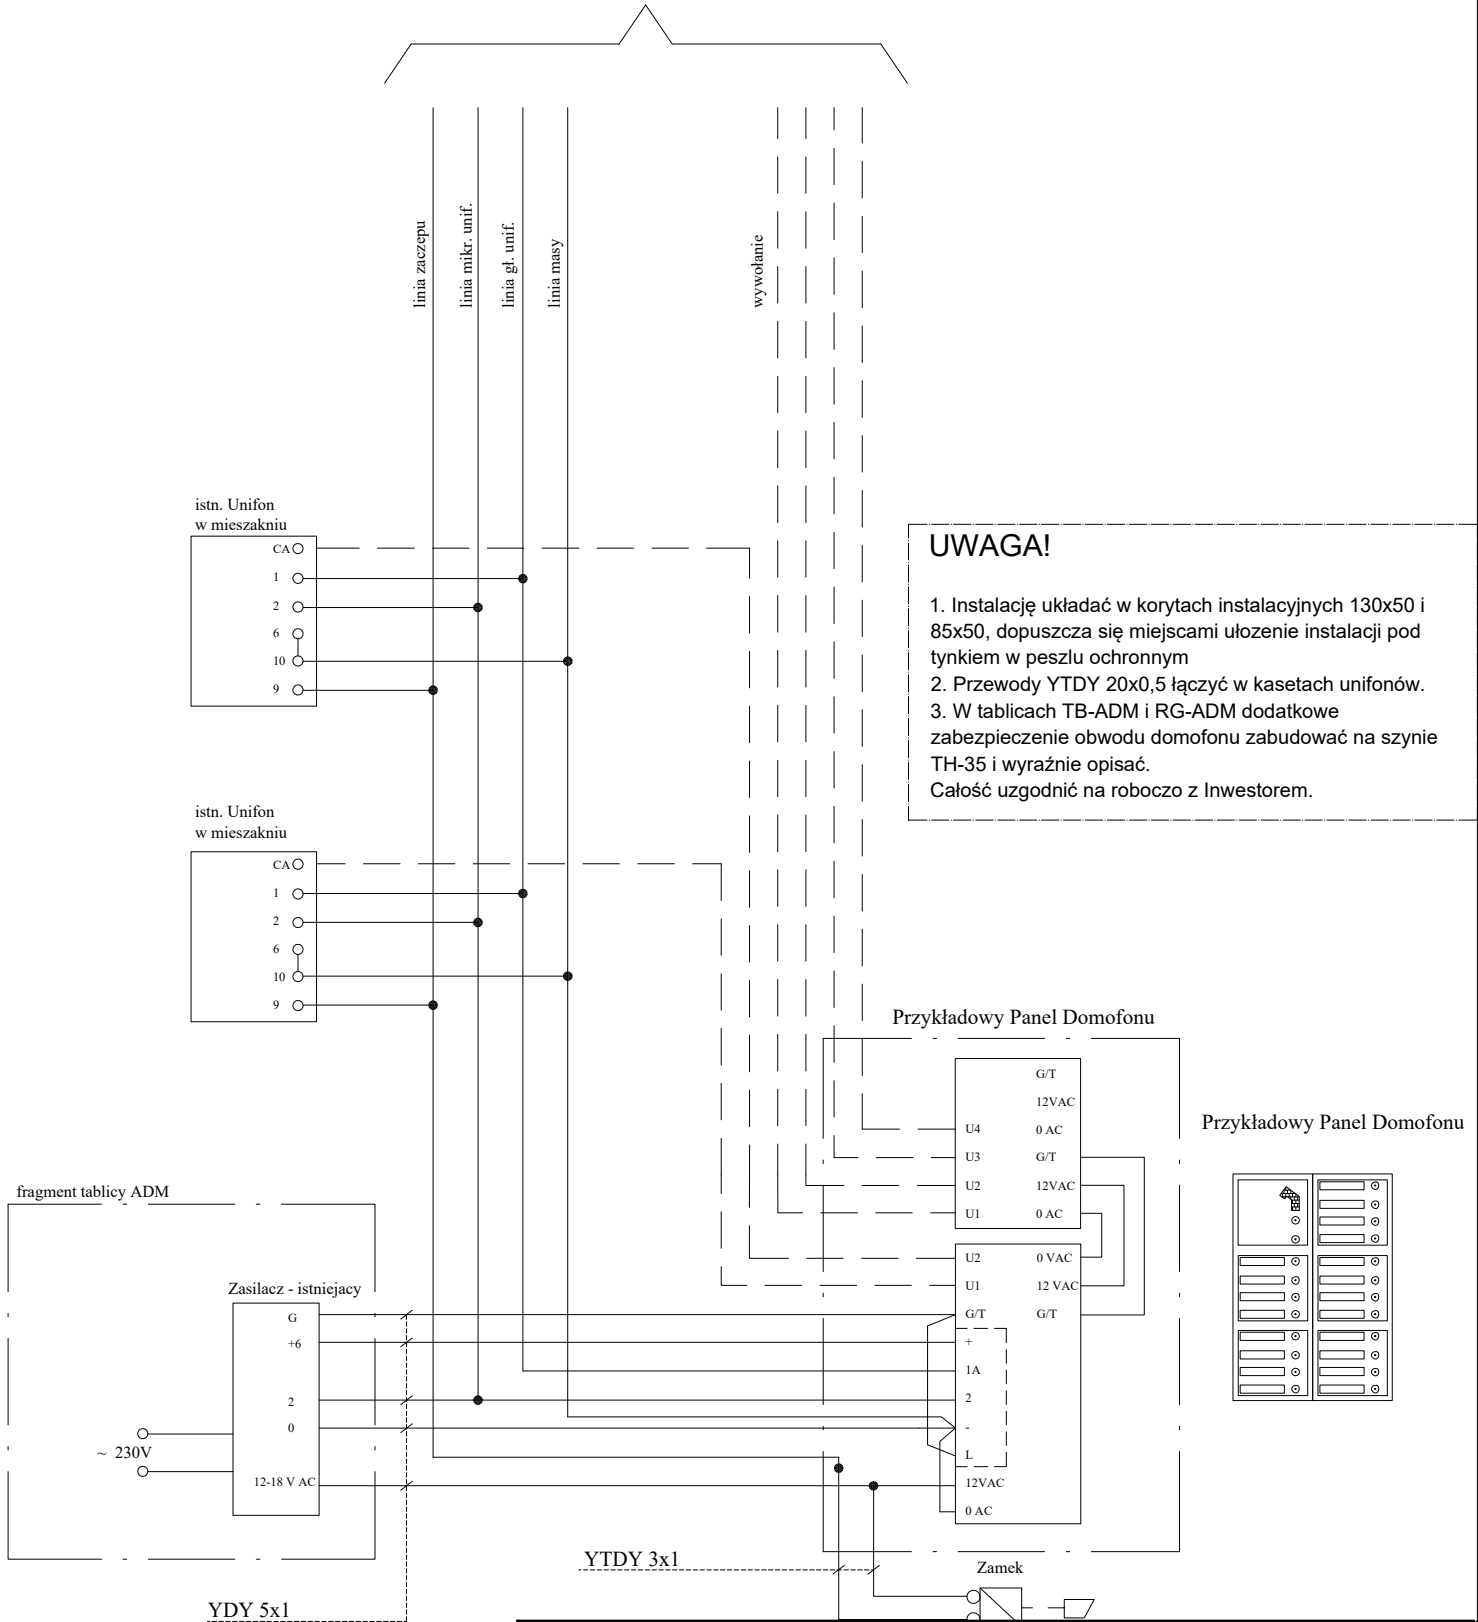 linia zaczepu
linia mikr. unif.
linia gł. unif.
linia masy
wywołanie
istn. Unifon
w mieszakniu
CA
1
2
6
10
9
UWAGA!
1. Instalację układać w korytach instalacyjnych 130x50 i
85x50, dopuszcza się miejscami ułozenie instalacji pod
tynkiem w peszlu ochronnym
2. Przewody YTDY 20x0,5 łączyć w kasetach unifonów.
3. W tablicach TB-ADM i RG-ADM dodatkowe
zabezpieczenie obwodu domofonu zabudować na szynie
TH-35 i wyraźnie opisać.
Całość uzgodnić na roboczo z Inwestorem.
istn. Unifon
w mieszakniu
CA
1
2
6
10
9
Przykładowy Panel Domofonu
G/T
12VAC
U4 0 AC
U3 G/T
U2 12VAC
U1 0 AC
U2 0 VAC
U1 12 VAC
G/T G/T
+
1A
2
-
L
12VAC
0 AC
Przykładowy Panel Domofonu
fragment tablicy ADM
Zasilacz - istniejacy
G
+6
2
0
12-18 V AC
~ 230V
YTDY 3x1
Zamek
YDY 5x1